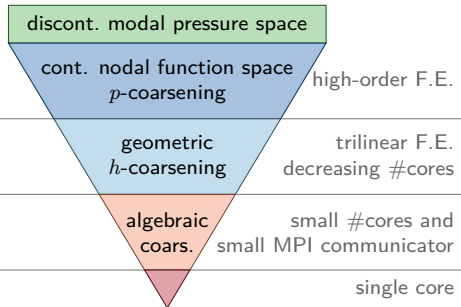 discont. modal pressure space
cont. nodal function space
p-coarsening
high-order F.E.
geometric
h-coarsening
trilinear F.E.
decreasing #cores
algebraic
coars.
small #cores and
small MPI communicator
single core